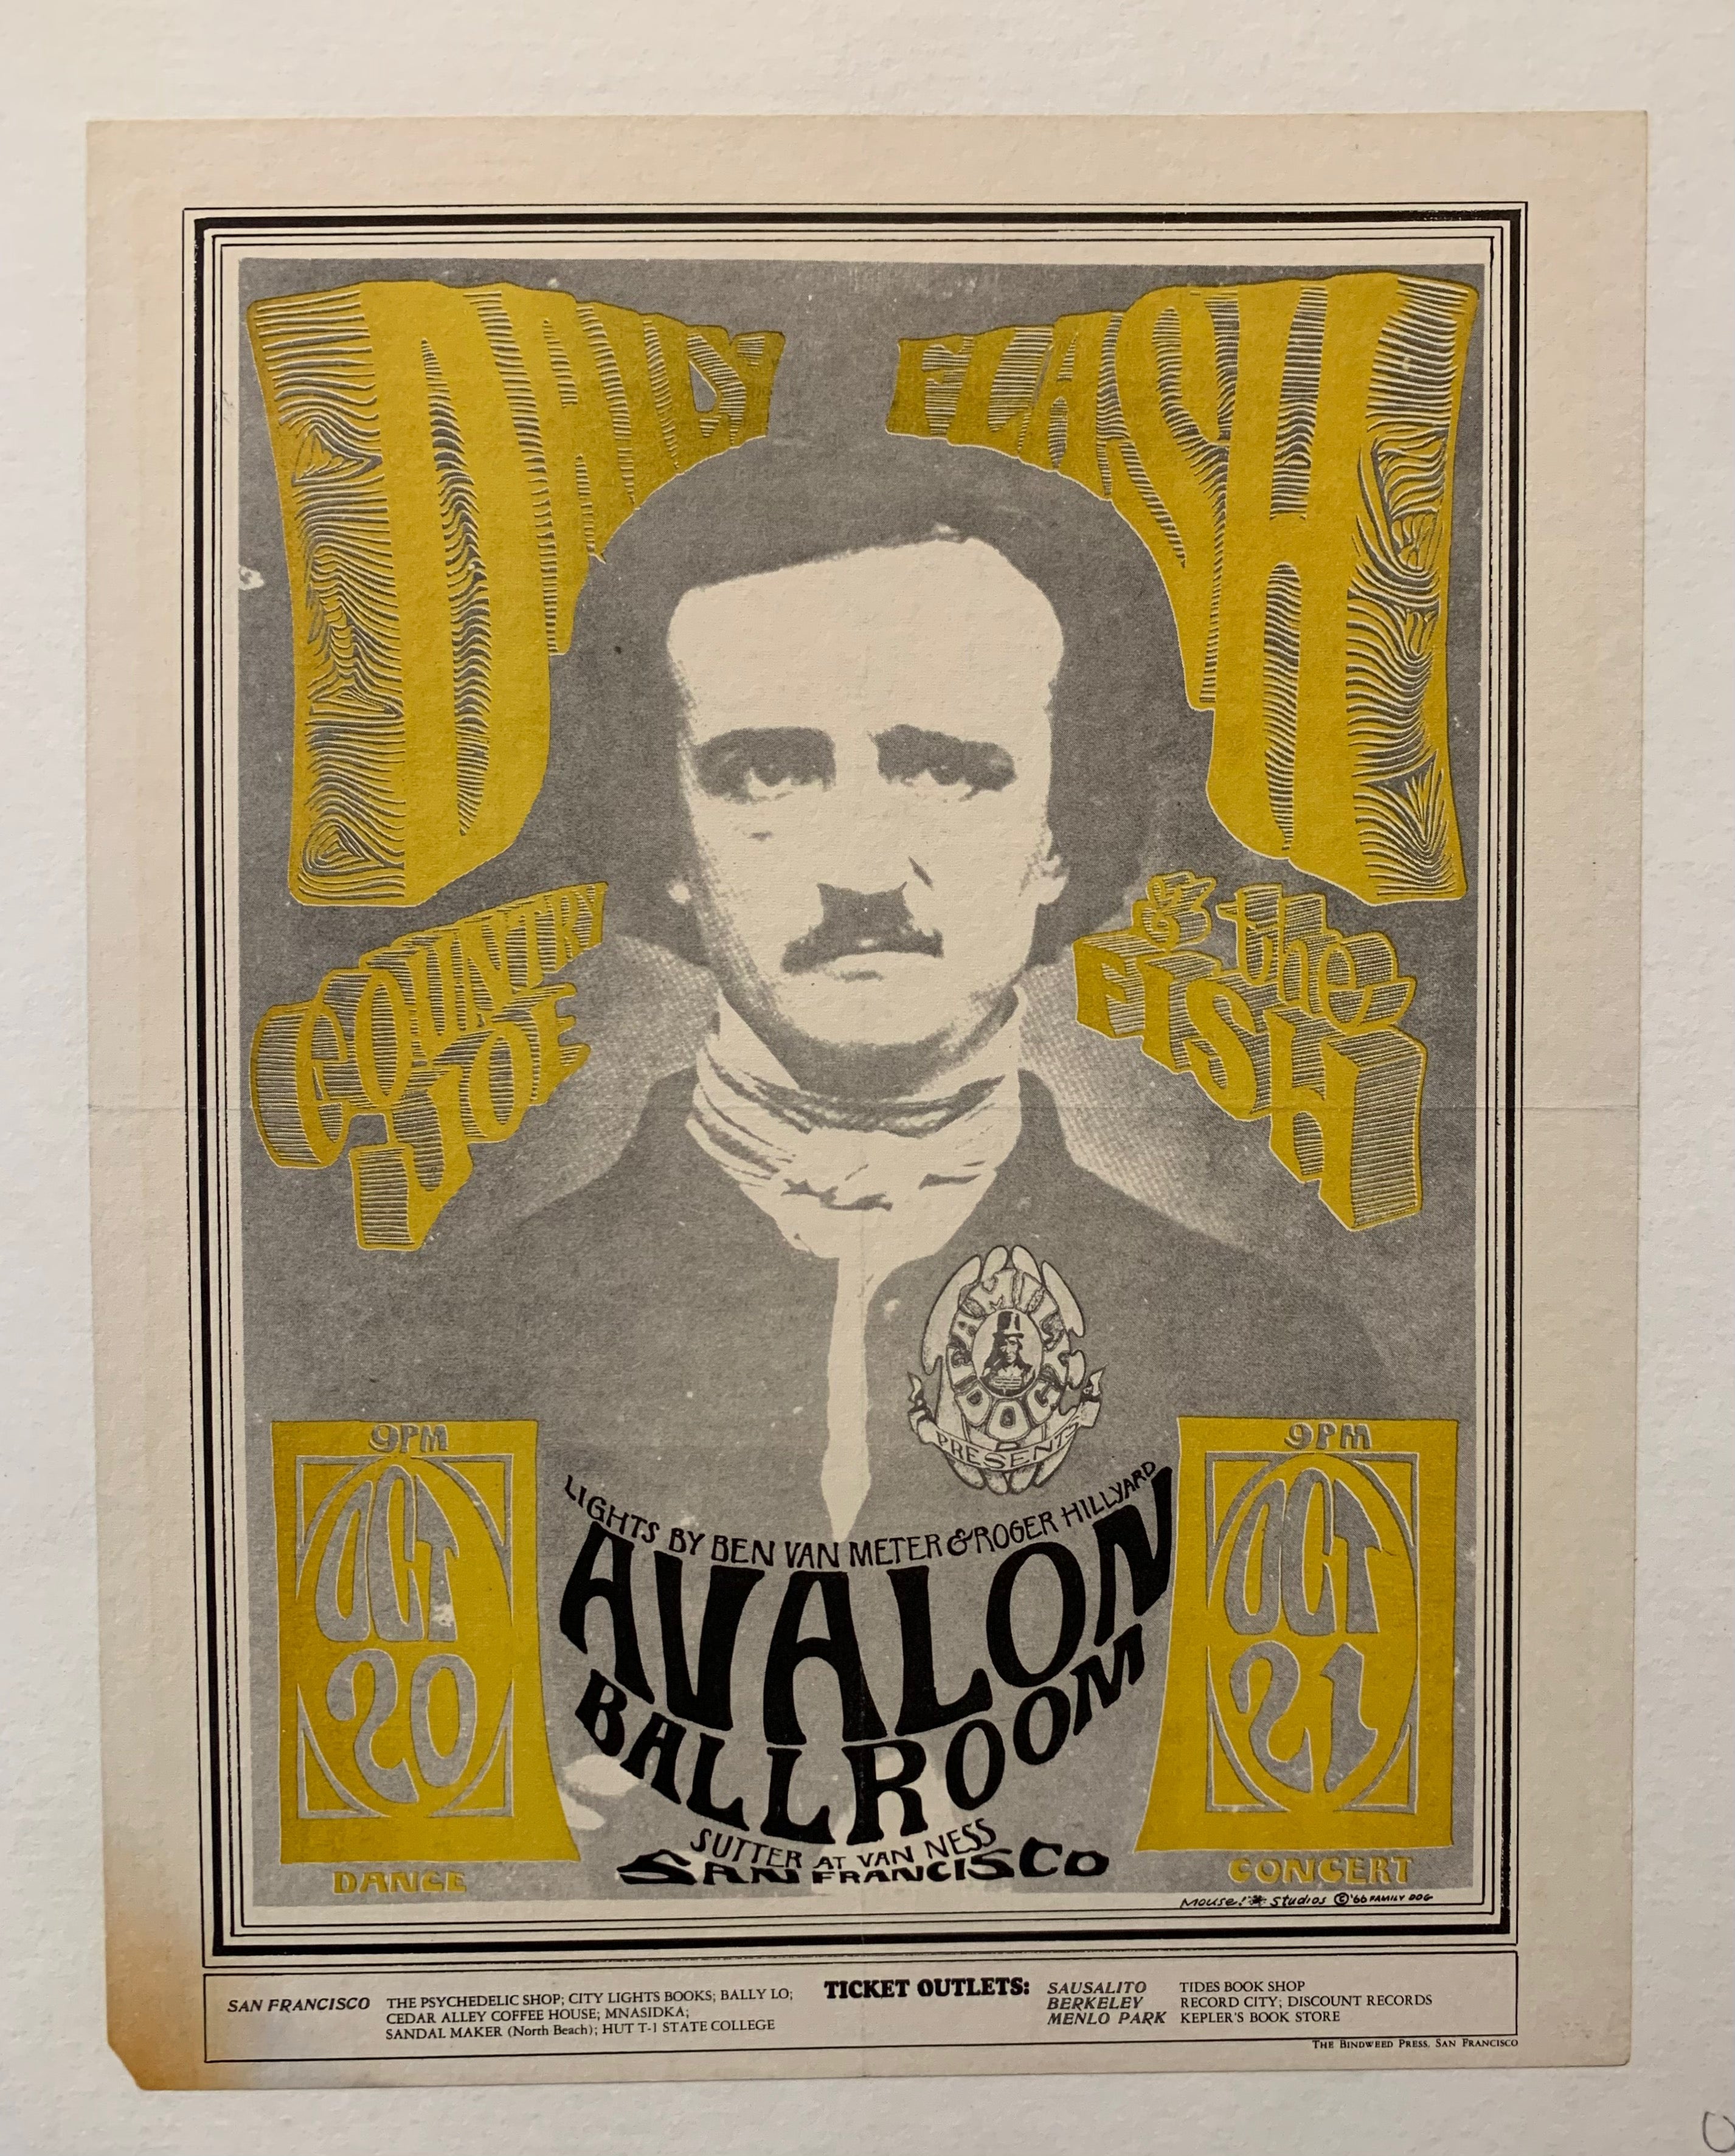 DAILY FLASH
COUNTRY
JOE
& the
FISH
FAMILY
DOG
PRESENTS
9PM
OCT
20
DANCE
LIGHTS BY BEN VAN METER & ROGER HILLYARD
AVALON
BALLROOM
SUTTER AT VAN NESS
SAN FRANCISCO
9PM
OCT
21
CONCERT
MOUSE! STUDIOS © '66 FAMILY DOG
TICKET OUTLETS:
SAN FRANCISCO THE PSYCHEDELIC SHOP; CITY LIGHTS BOOKS; BALLY LO;
CEDAR ALLEY COFFEE HOUSE; MNASIDKA;
SANDAL MAKER (North Beach); HUT T-1 STATE COLLEGE
SAUSALITO TIDES BOOK SHOP
BERKELEY RECORD CITY; DISCOUNT RECORDS
MENLO PARK KEPLER'S BOOK STORE
THE BINDWEED PRESS, SAN FRANCISCO